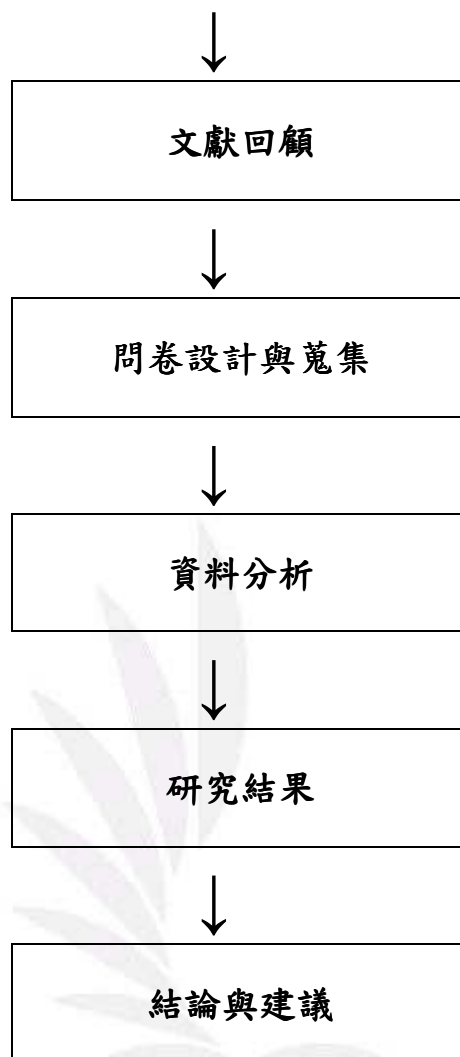 文獻回顧
問卷設計與蒐集
資料分析
研究結果
結論與建議